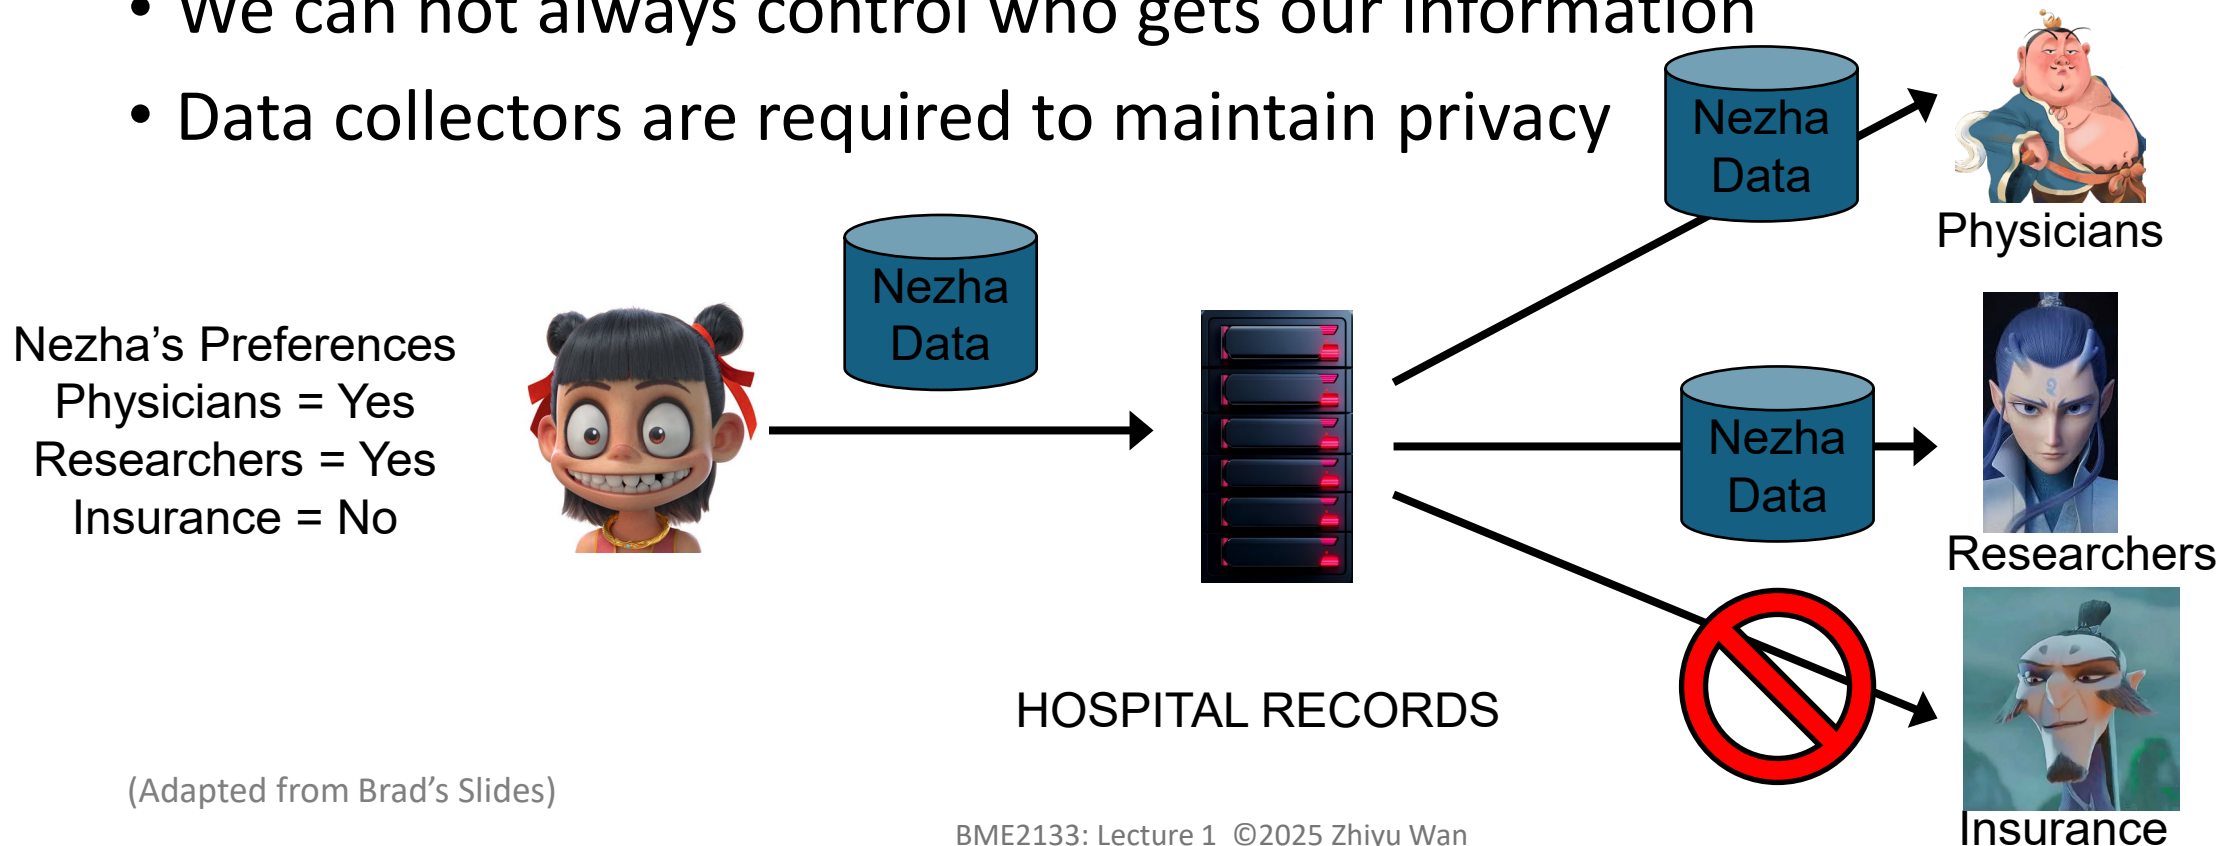 • We can not always control who gets our information
• Data collectors are required to maintain privacy
Nezha
Data
Physicians
Nezha
Data
Nezha's Preferences
Physicians = Yes
Researchers = Yes
Insurance = No
Nezha
Data
Researchers
HOSPITAL RECORDS
Insurance
(Adapted from Brad's Slides)
BME2133: Lecture 1 ©2025 Zhiyu Wan